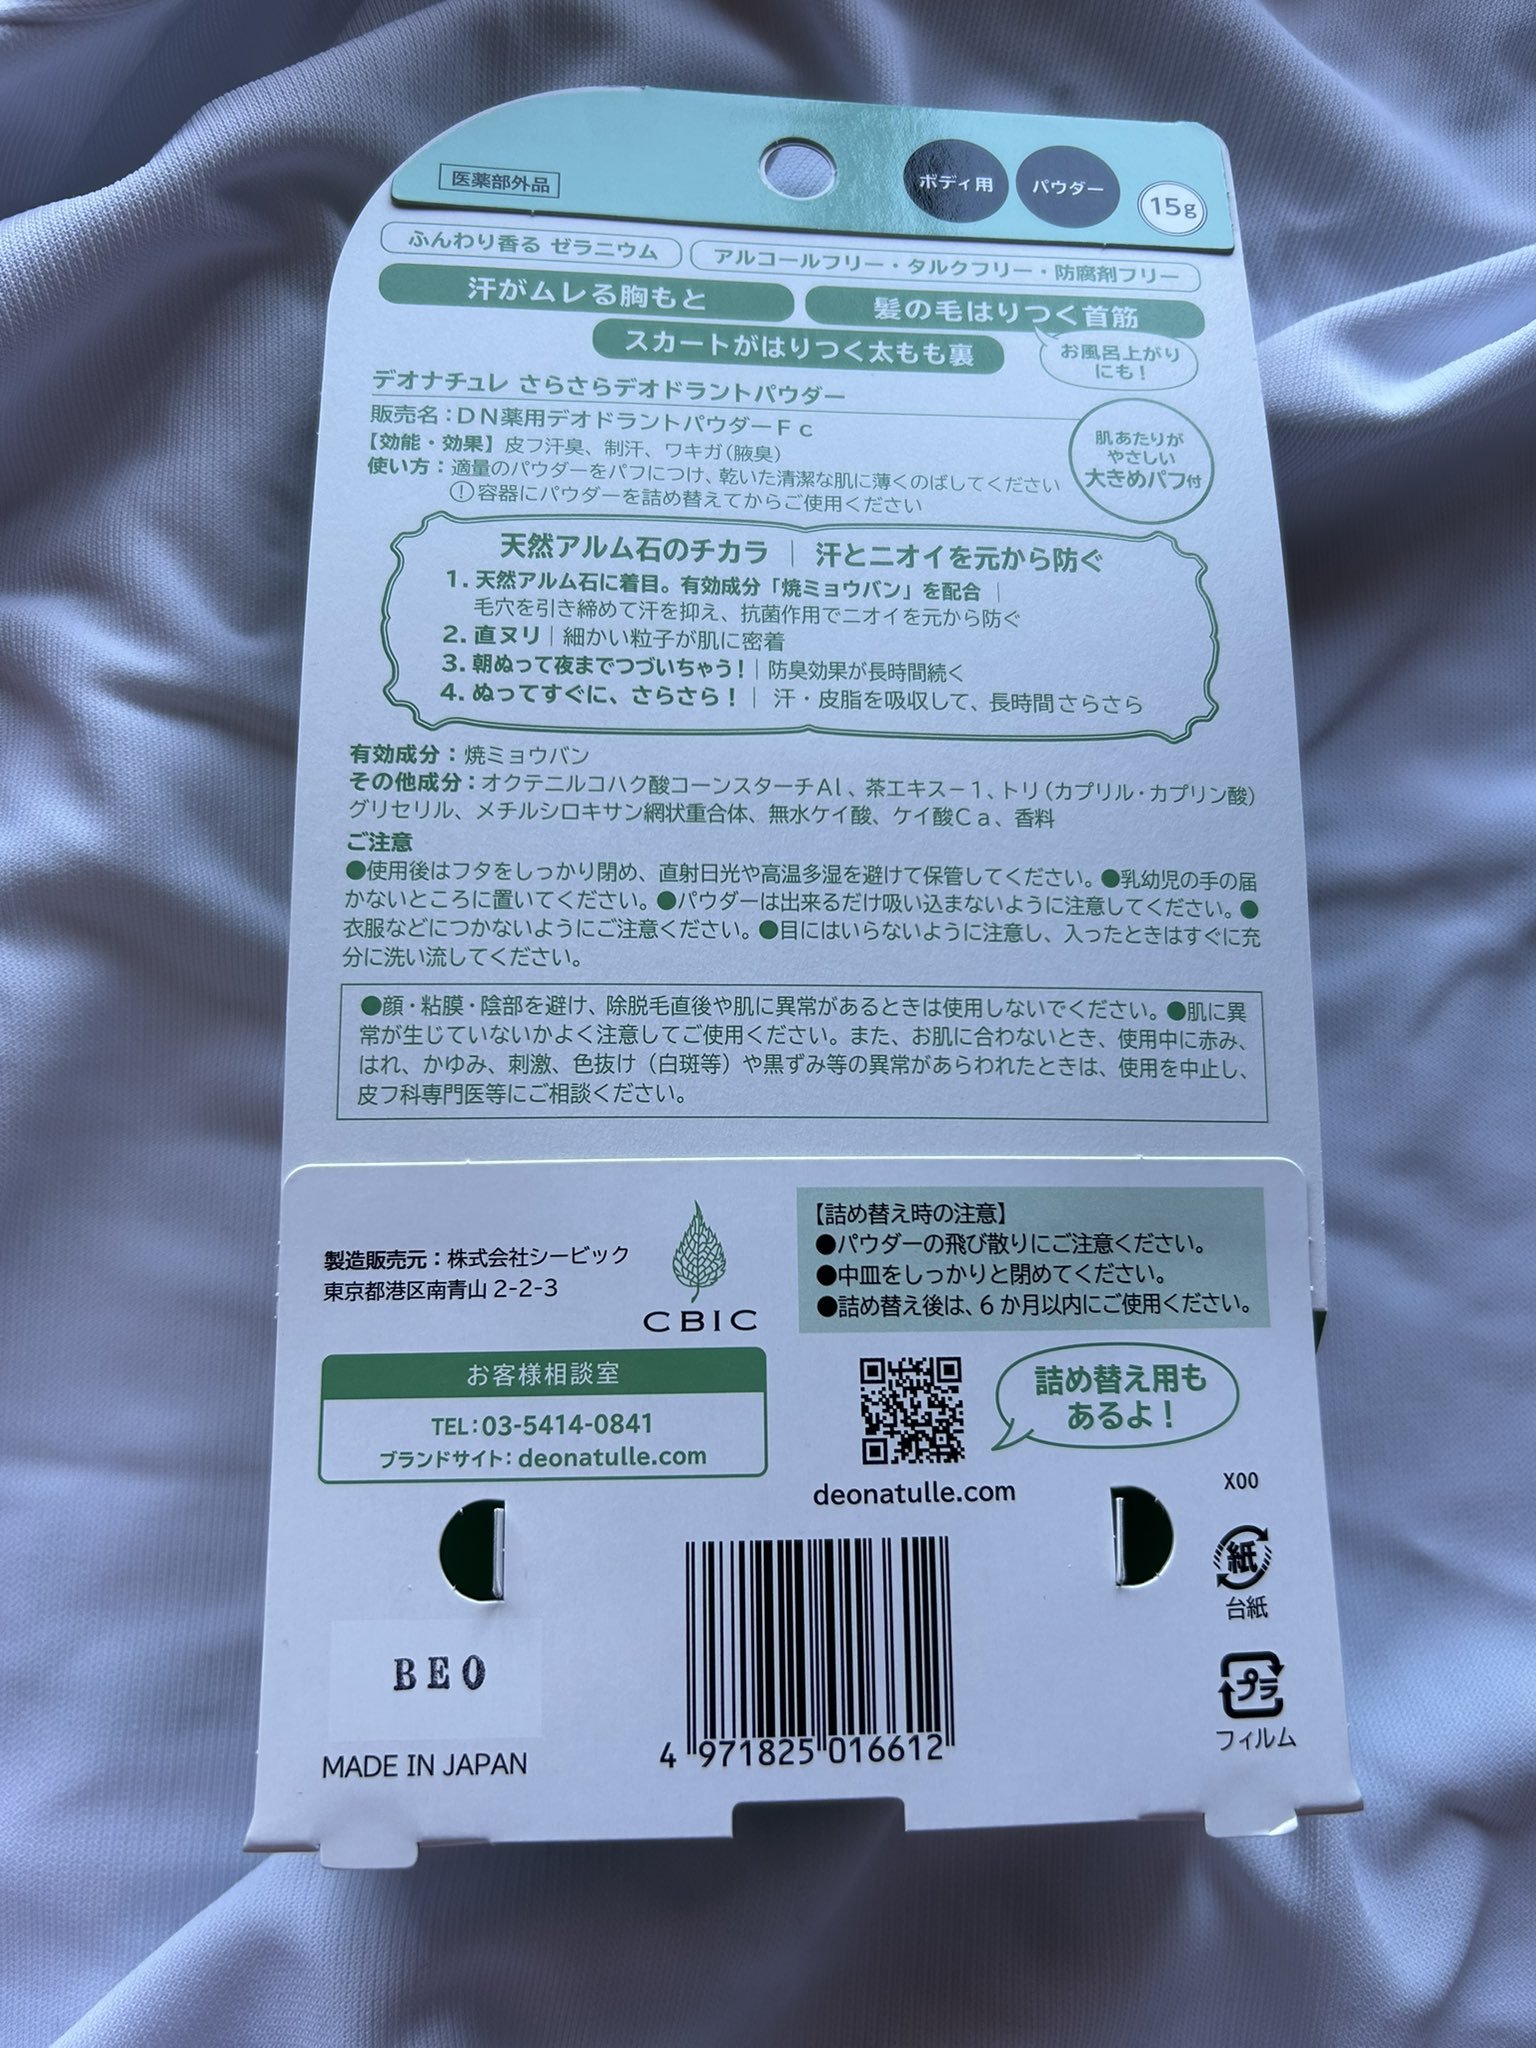 医薬部外品
ボディ用 パウダー 15g
ふんわり香る ゼラニウム アルコールフリー・タルクフリー・防腐剤フリー
汗がムレる胸もと 髪の毛はりつく首筋
スカートがはりつく太もも裏
お風呂上がり
にも!
デオナチュレ さらさらデオドラントパウダー
販売名:DN薬用デオドラントパウダーFc
【効能・効果】皮フ汗臭、制汗、ワキガ(腋臭)
使い方:適量のパウダーをパフにつけ、乾いた清潔な肌に薄くのばしてください
!容器にパウダーを詰め替えてからご使用ください
肌あたりが
やさしい
大きめパフ付
天然アルム石のチカラ | 汗とニオイを元から防ぐ
1. 天然アルム石に着目。有効成分「焼ミョウバン」を配合 |
毛穴を引き締めて汗を抑え、抗菌作用でニオイを元から防ぐ
2. 直ヌリ | 細かい粒子が肌に密着
3. 朝ぬって夜までつづいちゃう! | 防臭効果が長時間続く
4. ぬってすぐに、さらさら! | 汗・皮脂を吸収して、長時間さらさら
有効成分:焼ミョウバン
その他成分:オクテニルコハク酸コーンスターチAl、茶エキス-1、トリ(カプリル・カプリン酸)
グリセリル、メチルシロキサン網状重合体、無水ケイ酸、ケイ酸Ca、香料
ご注意
●使用後はフタをしっかり閉め、直射日光や高温多湿を避けて保管してください。●乳幼児の手の届
かないところに置いてください。●パウダーは出来るだけ吸い込まないように注意してください。●
衣服などにつかないようにご注意ください。●目にはいらないように注意し、入ったときはすぐに充
分に洗い流してください。
●顔・粘膜・陰部を避け、除脱毛直後や肌に異常があるときは使用しないでください。●肌に異
常が生じていないかよく注意してご使用ください。また、お肌に合わないとき、使用中に赤み、
はれ、かゆみ、刺激、色抜け(白斑等)や黒ずみ等の異常があらわれたときは、使用を中止し、
皮フ科専門医等にご相談ください。
製造販売元:株式会社シービック
東京都港区南青山 2-2-3
CBIC
【詰め替え時の注意】
●パウダーの飛び散りにご注意ください。
●中皿をしっかりと閉めてください。
●詰め替え後は、6か月以内にご使用ください。
お客様相談室
TEL:03-5414-0841
ブランドサイト:deonatulle.com
詰め替え用も
あるよ!
deonatulle.com
X00
紙
台紙
プラ
フィルム
BE0
MADE IN JAPAN
4 971825 016612